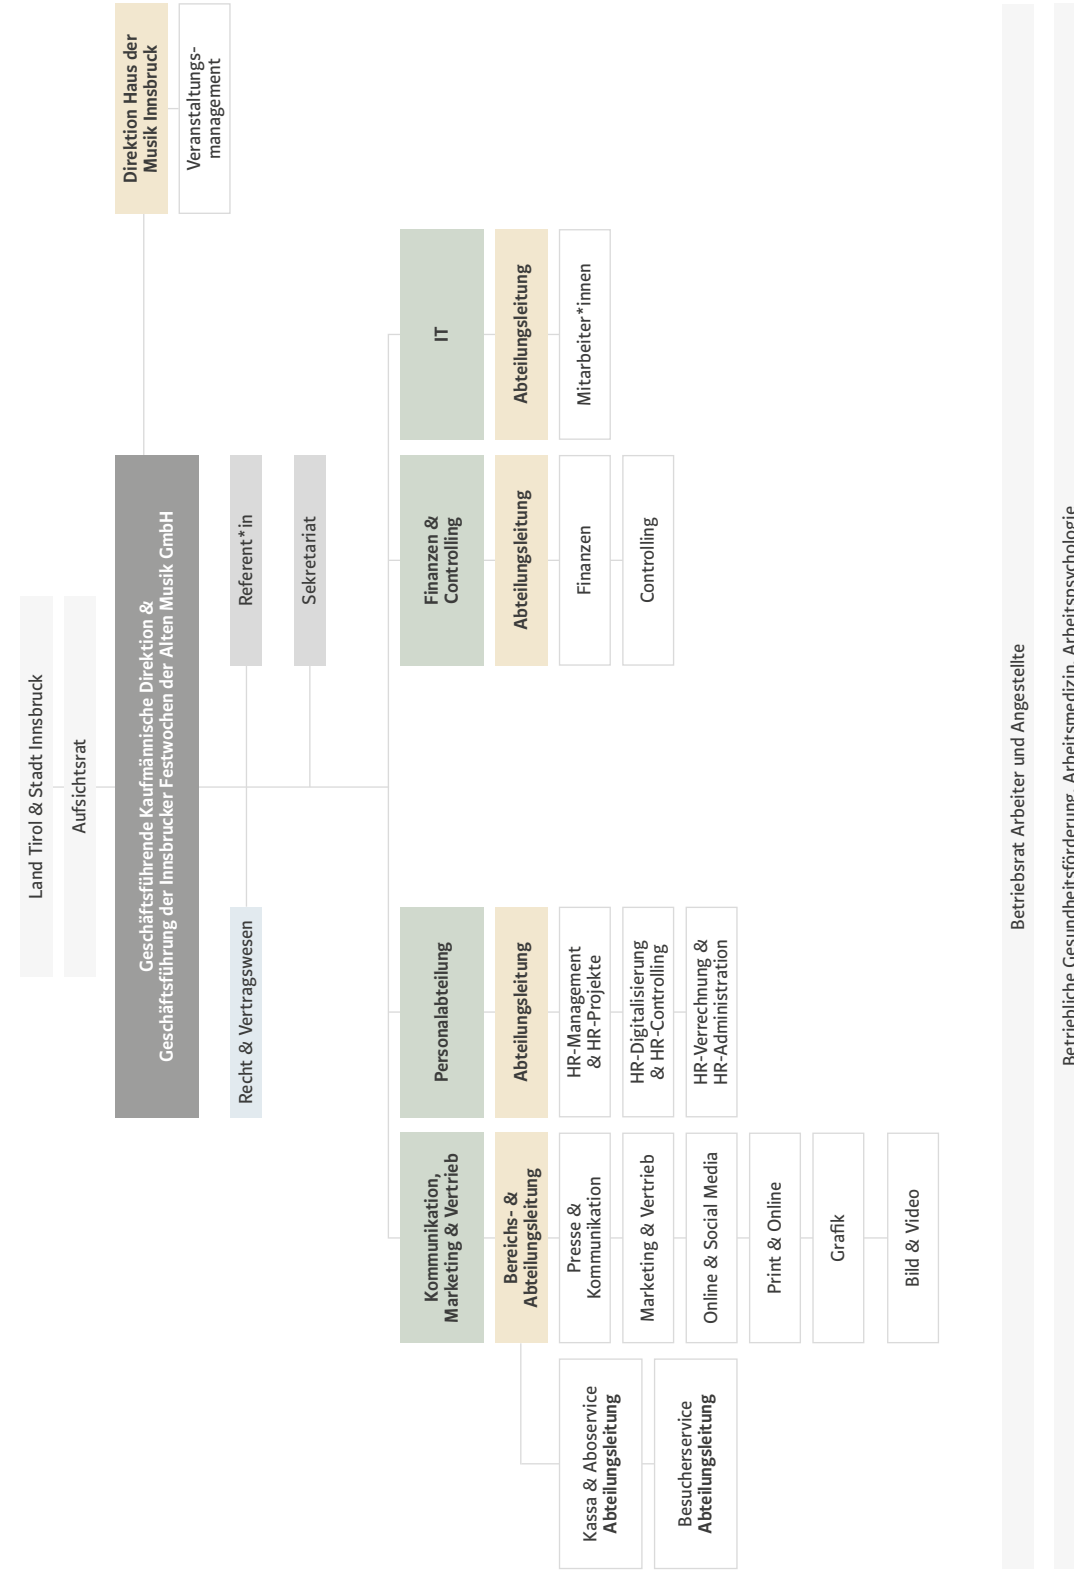 Land Tirol & Stadt Innsbruck
Aufsichtsrat
Geschäftsführende Kaufmännische Direktion &
Geschäftsführung der Innsbrucker Festwochen der Alten Musik GmbH
Direktion Haus der
Musik Innsbruck
Veranstaltungs-
management
Recht & Vertragswesen
Referent*in
Sekretariat
Kommunikation,
Marketing & Vertrieb
Bereichs- &
Abteilungsleitung
Kassa & Aboservice
Abteilungsleitung
Besucherservice
Abteilungsleitung
Presse &
Kommunikation
Marketing & Vertrieb
Online & Social Media
Print & Online
Grafik
Bild & Video
Personalabteilung
Abteilungsleitung
HR-Management
& HR-Projekte
HR-Digitalisierung
& HR-Controlling
HR-Verrechnung &
HR-Administration
Finanzen &
Controlling
Abteilungsleitung
Finanzen
Controlling
IT
Abteilungsleitung
Mitarbeiter*innen
Betriebsrat Arbeiter und Angestellte
Betriebliche Gesundheitsförderung, Arbeitsmedizin, Arbeitspsychologie